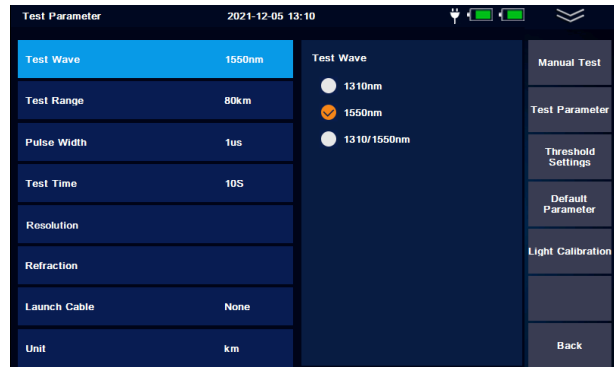 Test Parameter 2021-12-05 13:10
Test Wave 1550nm
Test Range 80km
Pulse Width 1us
Test Time 10S
Resolution
Refraction
Launch Cable None
Unit km
Test Wave
1310nm
1550nm
1310/1550nm
Manual Test
Test Parameter
Threshold
Settings
Default
Parameter
Light Calibration
Back